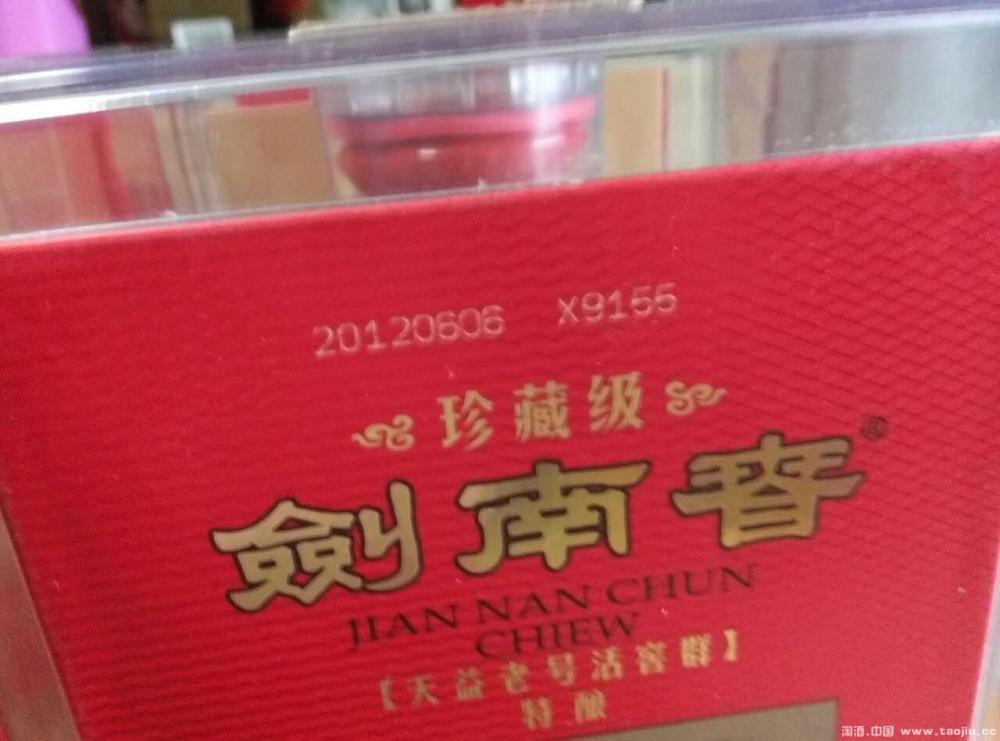 20120606 X9155
珍藏级
劍南春®
JIAN NAN CHUN
CHIEW
【天益老号活窖群】
特酿
淘酒.中国 www.taojiu.cc